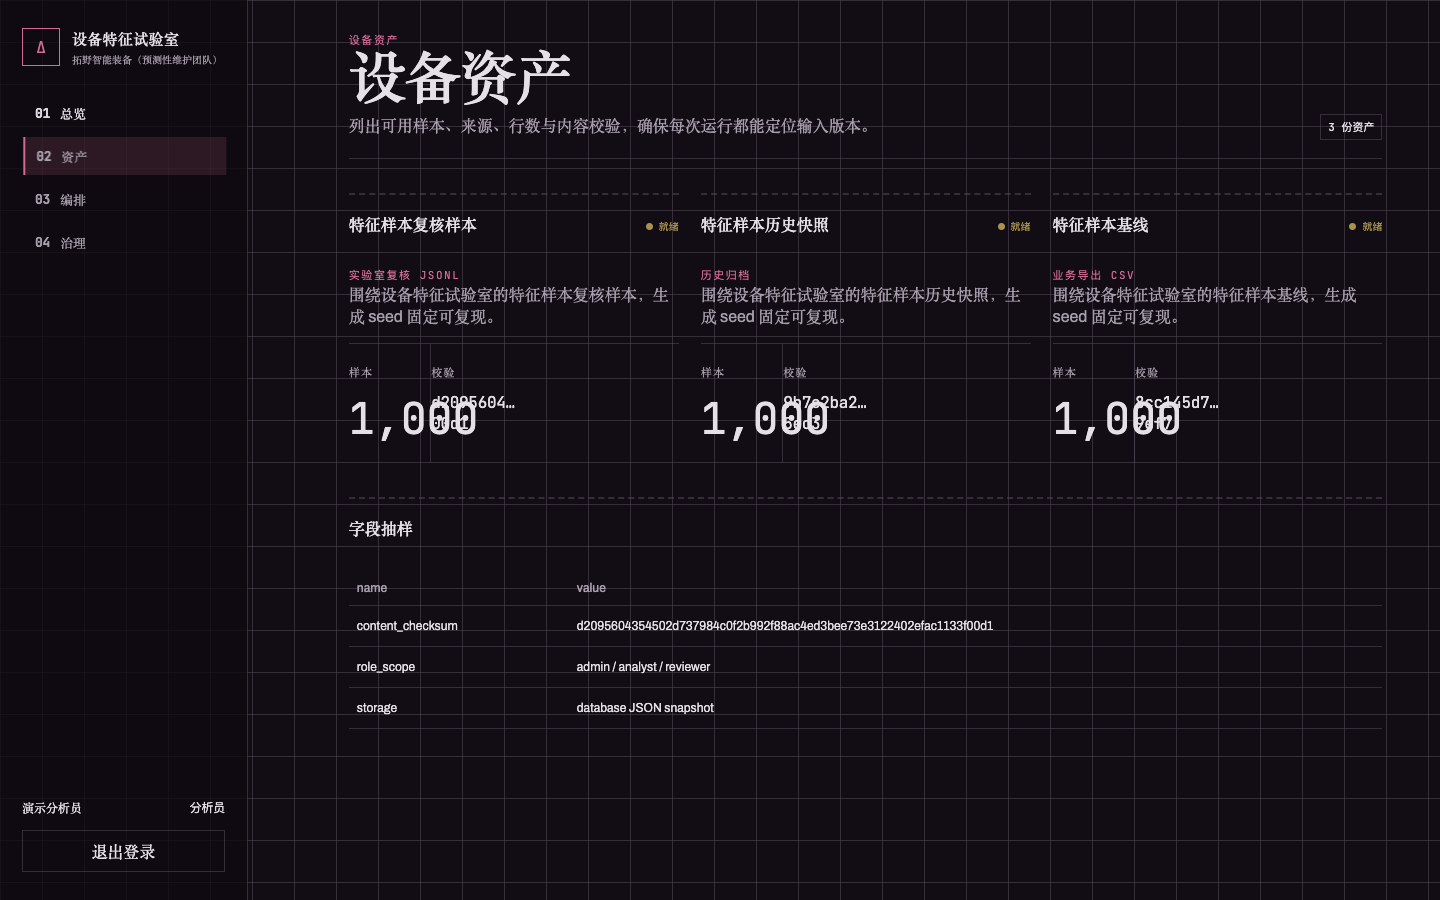 Δ
设备特征试验室
拓野智能装备（预测性维护团队）
01 总览
02 资产
03 编排
04 治理
演示分析员
分析员
退出登录
设备资产
设备资产
列出可用样本、来源、行数与内容校验，确保每次运行都能定位输入版本。
3 份资产
特征样本复核样本
就绪
实验室复核 JSONL
围绕设备特征试验室的特征样本复核样本，生
成 seed 固定可复现。
样本
校验
1,000
d2095604…
00d1
特征样本历史快照
就绪
历史归档
围绕设备特征试验室的特征样本历史快照，生
成 seed 固定可复现。
样本
校验
1,000
特征样本基线
就绪
业务导出 CSV
围绕设备特征试验室的特征样本基线，生成
seed 固定可复现。
样本
校验
1,000
字段抽样
name value
content_checksum d2095604354502d737984c0f2b992f88ac4ed3bee73e3122402efac1133f00d1
role_scope admin / analyst / reviewer
storage database JSON snapshot